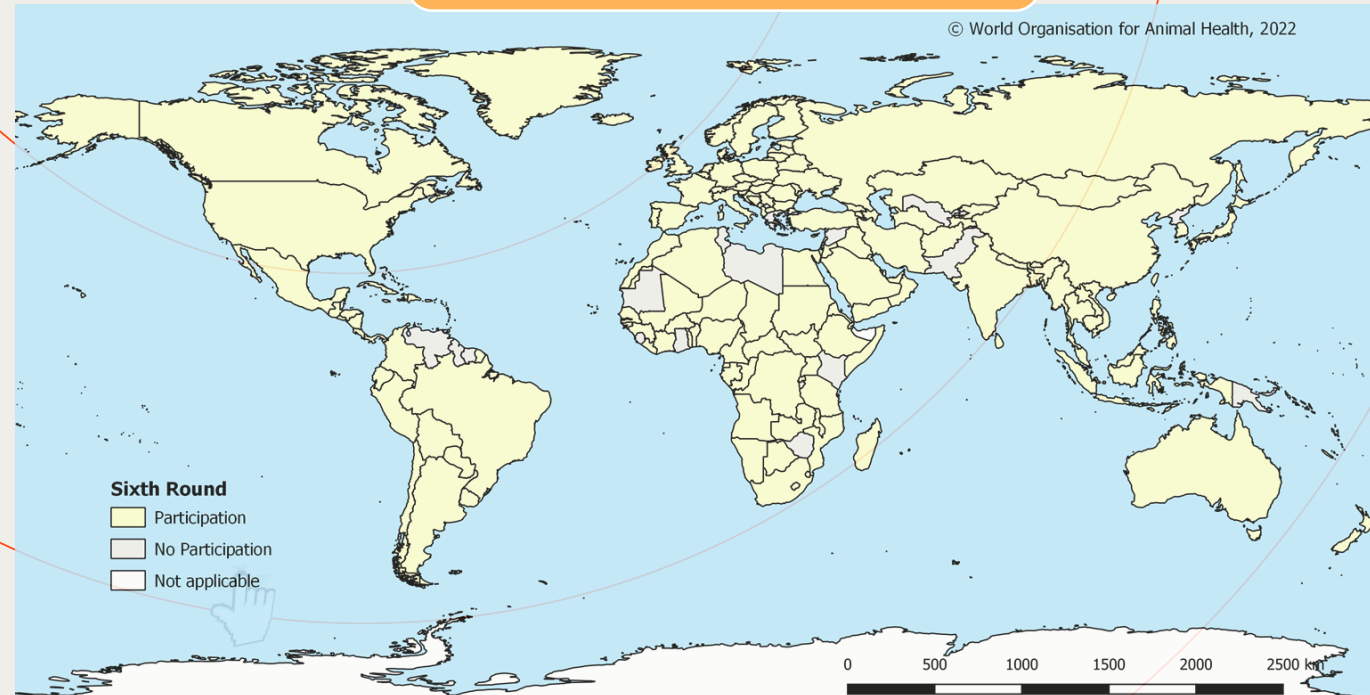 © World Organisation for Animal Health, 2022
Sixth Round
Participation
No Participation
Not applicable
0 500 1000 1500 2000 2500 km